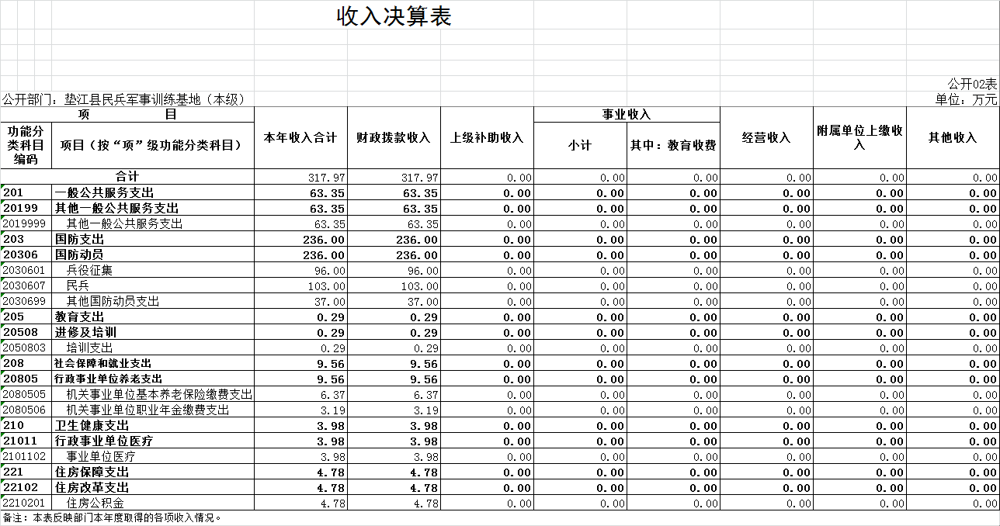 收入决算表
公开02表
公开部门：垫江县民兵军事训练基地（本级） 单位：万元
项 目 本年收入合计 财政拨款收入 上级补助收入 事业收入 经营收入 附属单位上缴收入 其他收入
功能分类科目编码 项目（按“项”级功能分类科目） 小计 其中：教育收费
合计 317.97 317.97 0.00 0.00 0.00 0.00 0.00 0.00
201 一般公共服务支出 63.35 63.35 0.00 0.00 0.00 0.00 0.00 0.00
20199 其他一般公共服务支出 63.35 63.35 0.00 0.00 0.00 0.00 0.00 0.00
2019999 其他一般公共服务支出 63.35 63.35 0.00 0.00 0.00 0.00 0.00 0.00
203 国防支出 236.00 236.00 0.00 0.00 0.00 0.00 0.00 0.00
20306 国防动员 236.00 236.00 0.00 0.00 0.00 0.00 0.00 0.00
2030601 兵役征集 96.00 96.00 0.00 0.00 0.00 0.00 0.00 0.00
2030607 民兵 103.00 103.00 0.00 0.00 0.00 0.00 0.00 0.00
2030699 其他国防动员支出 37.00 37.00 0.00 0.00 0.00 0.00 0.00 0.00
205 教育支出 0.29 0.29 0.00 0.00 0.00 0.00 0.00 0.00
20508 进修及培训 0.29 0.29 0.00 0.00 0.00 0.00 0.00 0.00
2050803 培训支出 0.29 0.29 0.00 0.00 0.00 0.00 0.00 0.00
208 社会保障和就业支出 9.56 9.56 0.00 0.00 0.00 0.00 0.00 0.00
20805 行政事业单位养老支出 9.56 9.56 0.00 0.00 0.00 0.00 0.00 0.00
2080505 机关事业单位基本养老保险缴费支出 6.37 6.37 0.00 0.00 0.00 0.00 0.00 0.00
2080506 机关事业单位职业年金缴费支出 3.19 3.19 0.00 0.00 0.00 0.00 0.00 0.00
210 卫生健康支出 3.98 3.98 0.00 0.00 0.00 0.00 0.00 0.00
21011 行政事业单位医疗 3.98 3.98 0.00 0.00 0.00 0.00 0.00 0.00
2101102 事业单位医疗 3.98 3.98 0.00 0.00 0.00 0.00 0.00 0.00
221 住房保障支出 4.78 4.78 0.00 0.00 0.00 0.00 0.00 0.00
22102 住房改革支出 4.78 4.78 0.00 0.00 0.00 0.00 0.00 0.00
2210201 住房公积金 4.78 4.78 0.00 0.00 0.00 0.00 0.00 0.00
备注：本表反映部门本年度取得的各项收入情况。